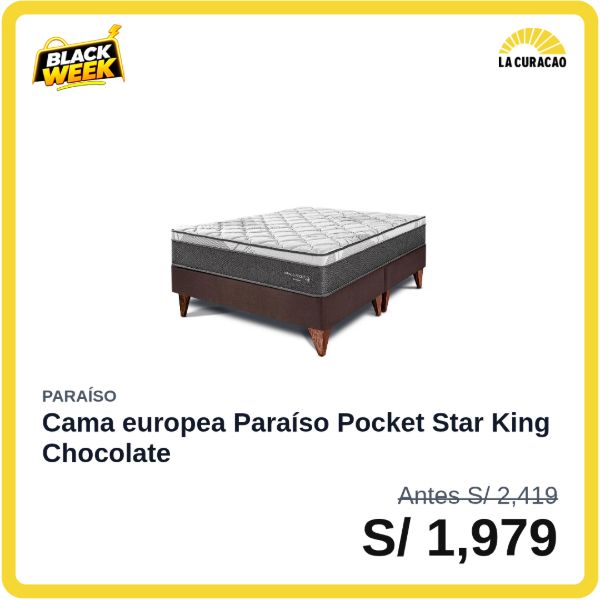 BLACK
WEEK
LA CURACAO
PARAÍSO
Cama europea Paraíso Pocket Star King
Chocolate
Antes S/ 2,419
S/ 1,979